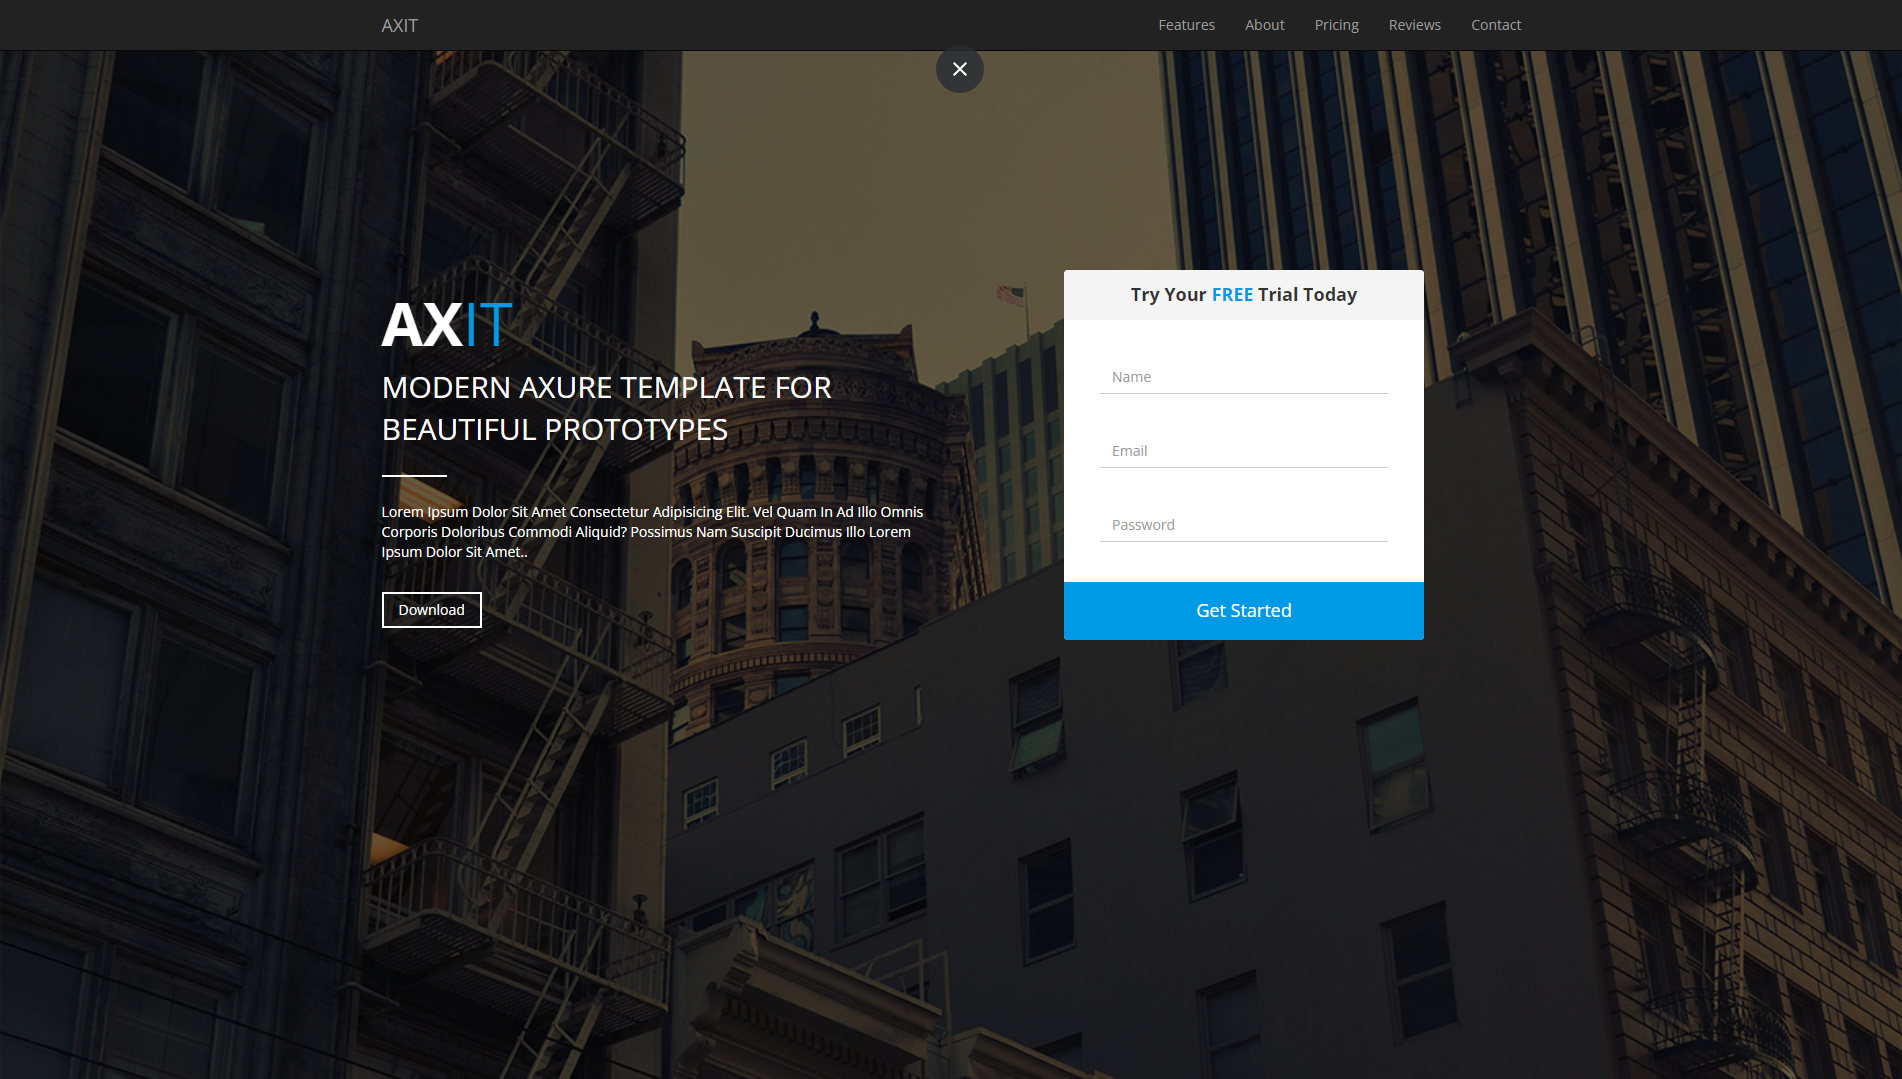 AXIT
Features
About
Pricing
Reviews
Contact
AXIT
MODERN AXURE TEMPLATE FOR
BEAUTIFUL PROTOTYPES
Lorem Ipsum Dolor Sit Amet Consectetur Adipisicing Elit. Vel Quam In Ad Illo Omnis
Corporis Doloribus Commodi Aliquid? Possimus Nam Suscipit Ducimus Illo Lorem
Ipsum Dolor Sit Amet..
Download
Try Your FREE Trial Today
Name
Email
Password
Get Started